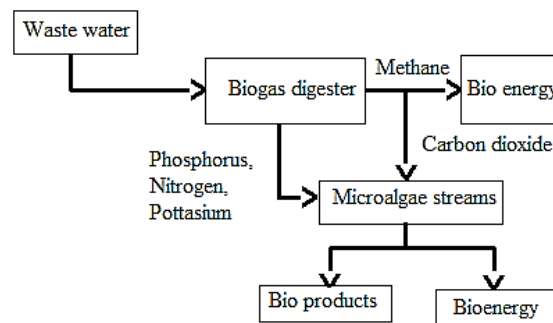 Waste water
Methane
Biogas digester
Bio energy
Carbon dioxide
Phosphorus,
Nitrogen,
Pottasium
Microalgae streams
Bio products
Bioenergy